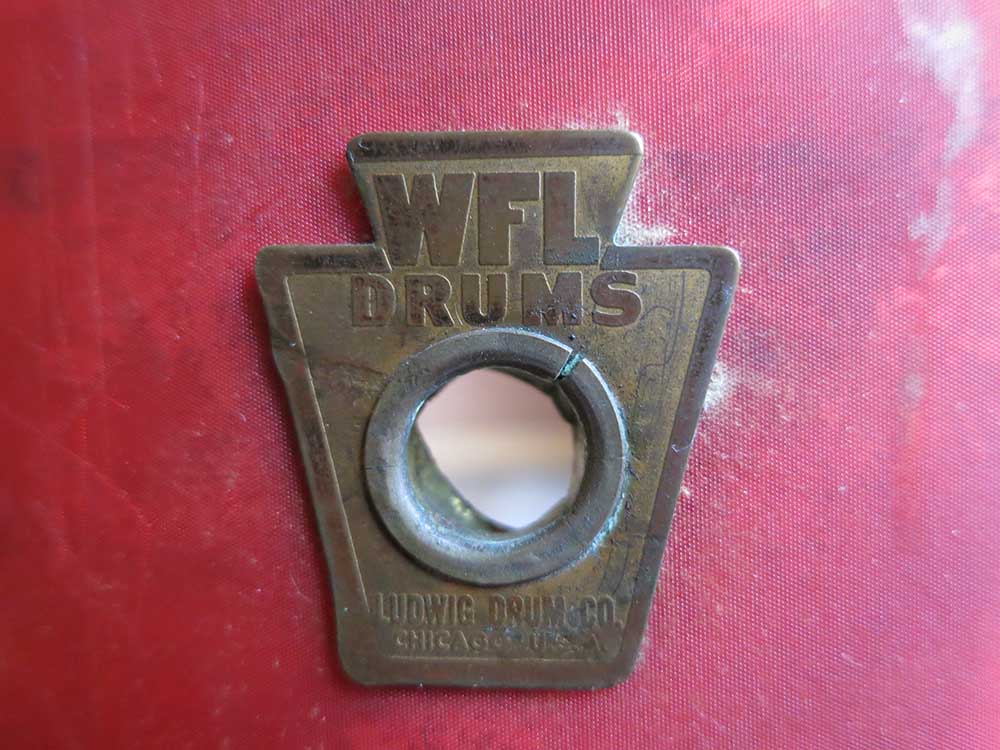 WFL
DRUMS
LUDWIG DRUM CO.
CHICAGO U.S.A.